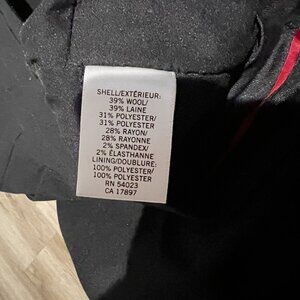 SHELL/EXTÉRIEUR:
39% WOOL/
39% LAINE
31% POLYESTER/
31% POLYESTER
28% RAYON/
28% RAYONNE
2% SPANDEX/
2% ÉLASTHANNE
LINING/DOUBLURE:
100% POLYESTER/
100% POLYESTER
RN 54023
CA 17897